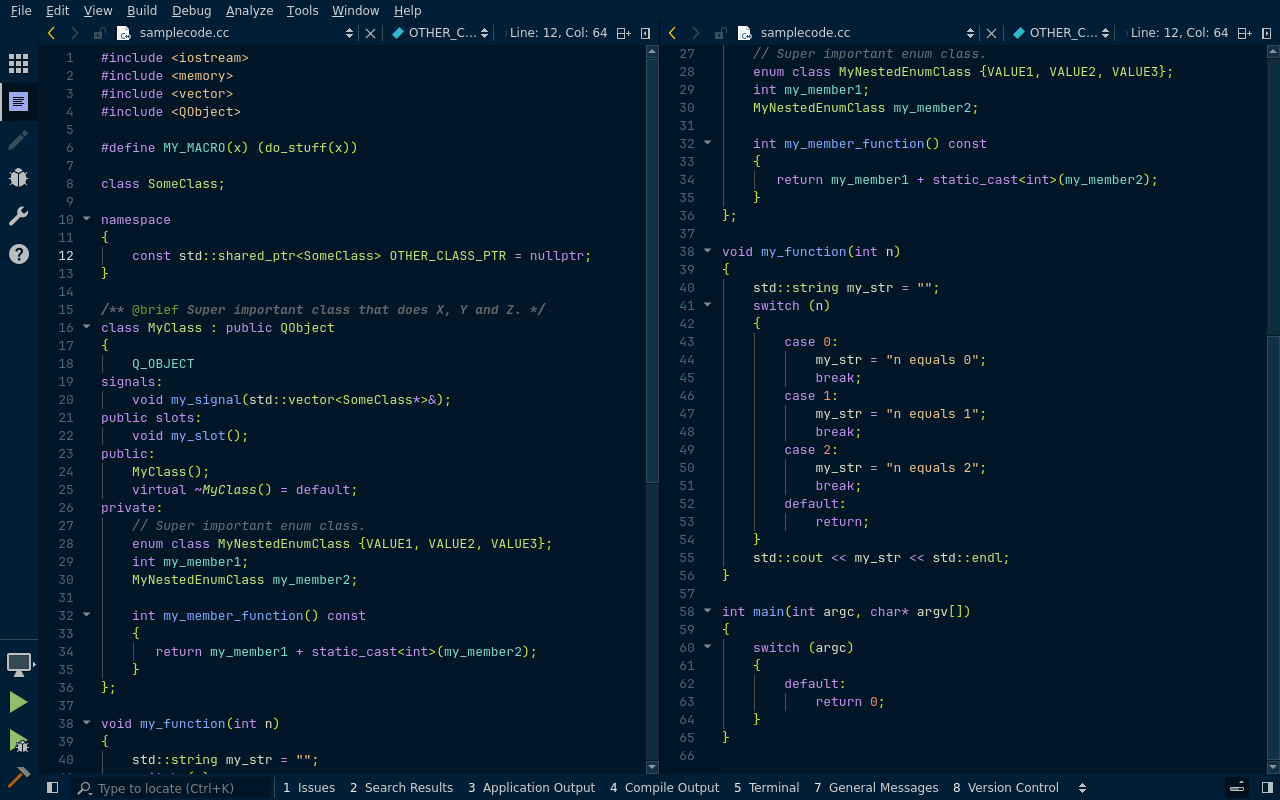 File Edit View Build Debug Analyze Tools Window Help
samplecode.cc OTHER_C... Line: 12, Col: 64
1 #include <iostream>
2 #include <memory>
3 #include <vector>
4 #include <QObject>
5
6 #define MY_MACRO(x) (do_stuff(x))
7
8 class SomeClass;
9
10 namespace
11 {
12 const std::shared_ptr<SomeClass> OTHER_CLASS_PTR = nullptr;
13 }
14
15 /** @brief Super important class that does X, Y and Z. */
16 class MyClass : public QObject
17 {
18 Q_OBJECT
19 signals:
20 void my_signal(std::vector<SomeClass*>&);
21 public slots:
22 void my_slot();
23 public:
24 MyClass();
25 virtual ~MyClass() = default;
26 private:
27 // Super important enum class.
28 enum class MyNestedEnumClass {VALUE1, VALUE2, VALUE3};
29 int my_member1;
30 MyNestedEnumClass my_member2;
31
32 int my_member_function() const
33 {
34 return my_member1 + static_cast<int>(my_member2);
35 }
36 };
37
38 void my_function(int n)
39 {
40 std::string my_str = "";
samplecode.cc OTHER_C... Line: 12, Col: 64
27 // Super important enum class.
28 enum class MyNestedEnumClass {VALUE1, VALUE2, VALUE3};
29 int my_member1;
30 MyNestedEnumClass my_member2;
31
32 int my_member_function() const
33 {
34 return my_member1 + static_cast<int>(my_member2);
35 }
36 };
37
38 void my_function(int n)
39 {
40 std::string my_str = "";
41 switch (n)
42 {
43 case 0:
44 my_str = "n equals 0";
45 break;
46 case 1:
47 my_str = "n equals 1";
48 break;
49 case 2:
50 my_str = "n equals 2";
51 break;
52 default:
53 return;
54 }
55 std::cout << my_str << std::endl;
56 }
57
58 int main(int argc, char* argv[])
59 {
60 switch (argc)
61 {
62 default:
63 return 0;
64 }
65 }
66
Type to locate (Ctrl+K) 1 Issues 2 Search Results 3 Application Output 4 Compile Output 5 Terminal 7 General Messages 8 Version Control